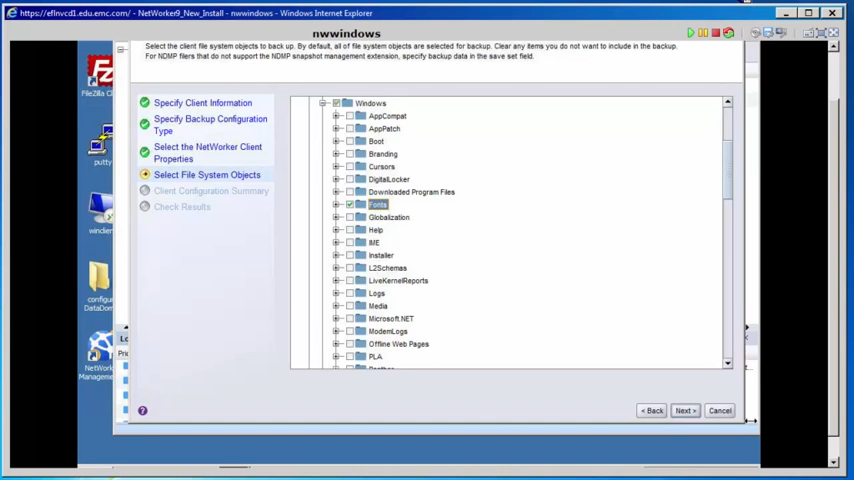 https://eflnvcd1.edu.emc.com/ - NetWorker9_New_Install - nwwindows - Windows Internet Explorer
nwwindows
Select the client file system objects to back up. By default, all of file system objects are selected for backup. Clear any items you do not want to include in the backup.
For NDMP filers that do not support the NDMP snapshot management extension, specify backup data in the save set field.
Specify Client Information
Specify Backup Configuration
Type
Select the NetWorker Client
Properties
Select File System Objects
Client Configuration Summary
Check Results
Windows
AppCompat
AppPatch
Boot
Branding
Cursors
DigitalLocker
Downloaded Program Files
Fonts
Globalization
Help
IME
Installer
L2Schemas
LiveKernelReports
Logs
Media
Microsoft.NET
ModemLogs
Offline Web Pages
PLA
FileZilla Cl
putty
windclien
configur
DataDom
NetWork
Managemen
Lo
< Back
Next >
Cancel